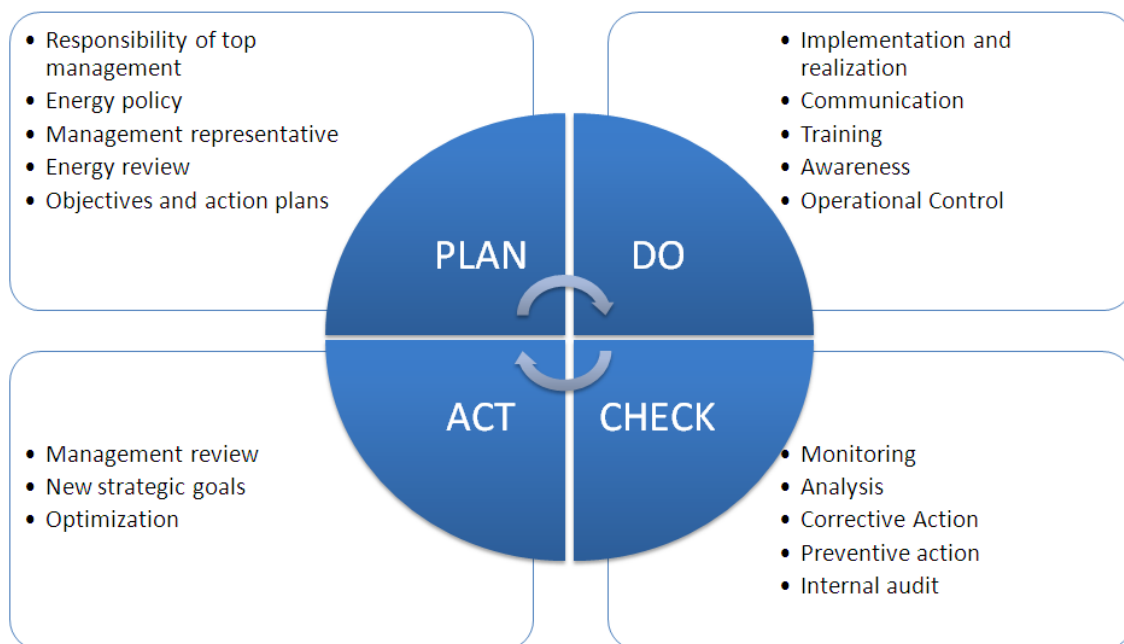 • Responsibility of top
management
• Energy policy
• Management representative
• Energy review
• Objectives and action plans
• Implementation and
realization
• Communication
• Training
• Awareness
• Operational Control
PLAN
DO
ACT
CHECK
• Management review
• New strategic goals
• Optimization
• Monitoring
• Analysis
• Corrective Action
• Preventive action
• Internal audit